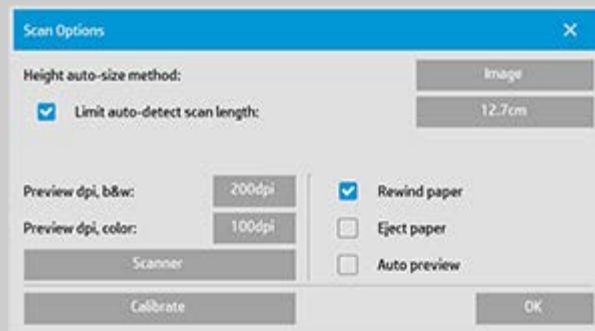 Scan Options
Height auto-size method: Image
Limit auto-detect scan length: 12.7cm
Preview dpi, b&w: 200dpi
Rewind paper
Preview dpi, color: 100dpi
Eject paper
Scanner
Auto preview
Calibrate
OK